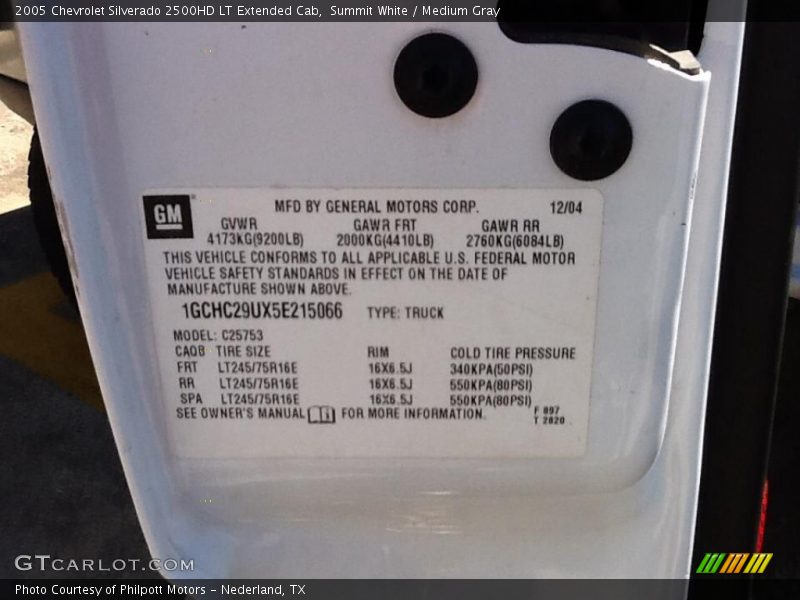 2005 Chevrolet Silverado 2500HD LT Extended Cab, Summit White / Medium Gray
GM
MFD BY GENERAL MOTORS CORP. 12/04
GVWR GAWR FRT GAWR RR
4173KG(9200LB) 2000KG(4410LB) 2760KG(6084LB)
THIS VEHICLE CONFORMS TO ALL APPLICABLE U.S. FEDERAL MOTOR
VEHICLE SAFETY STANDARDS IN EFFECT ON THE DATE OF
MANUFACTURE SHOWN ABOVE.
1GCHC29UX5E215066 TYPE: TRUCK
MODEL: C25753
CAQB TIRE SIZE RIM COLD TIRE PRESSURE
FRT LT245/75R16E 16X6.5J 340KPA(50PSI)
RR LT245/75R16E 16X6.5J 550KPA(80PSI)
SPA LT245/75R16E 16X6.5J 550KPA(80PSI)
SEE OWNER'S MANUAL FOR MORE INFORMATION. F 897
T 2820
GTCARLOT.COM
Photo Courtesy of Philpott Motors - Nederland, TX